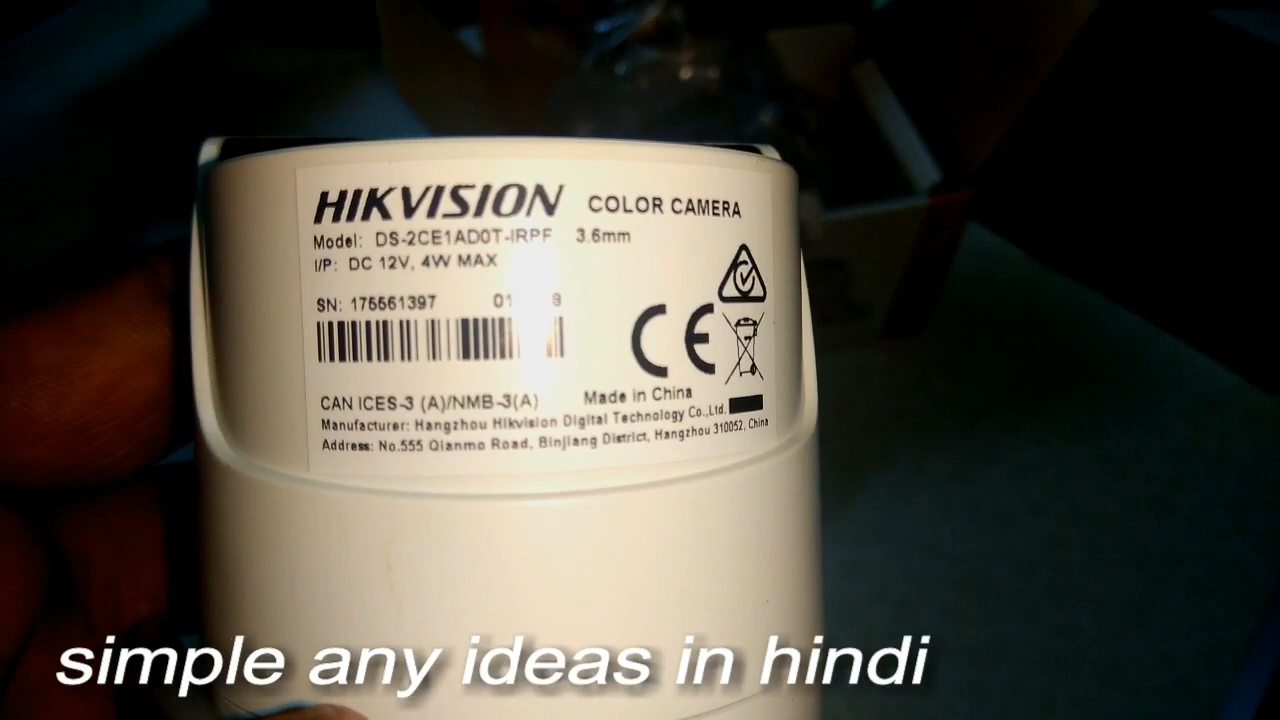 HIKVISION COLOR CAMERA
Model: DS-2CE1AD0T-IRPF 3.6mm
I/P: DC 12V, 4W MAX
SN: 175561397
CAN ICES-3 (A)/NMB-3(A) Made in China
Manufacturer: Hangzhou Hikvision Digital Technology Co.,Ltd.
Address: No.555 Qianmo Road, Binjiang District, Hangzhou 310052, China
CE
simple any ideas in hindi